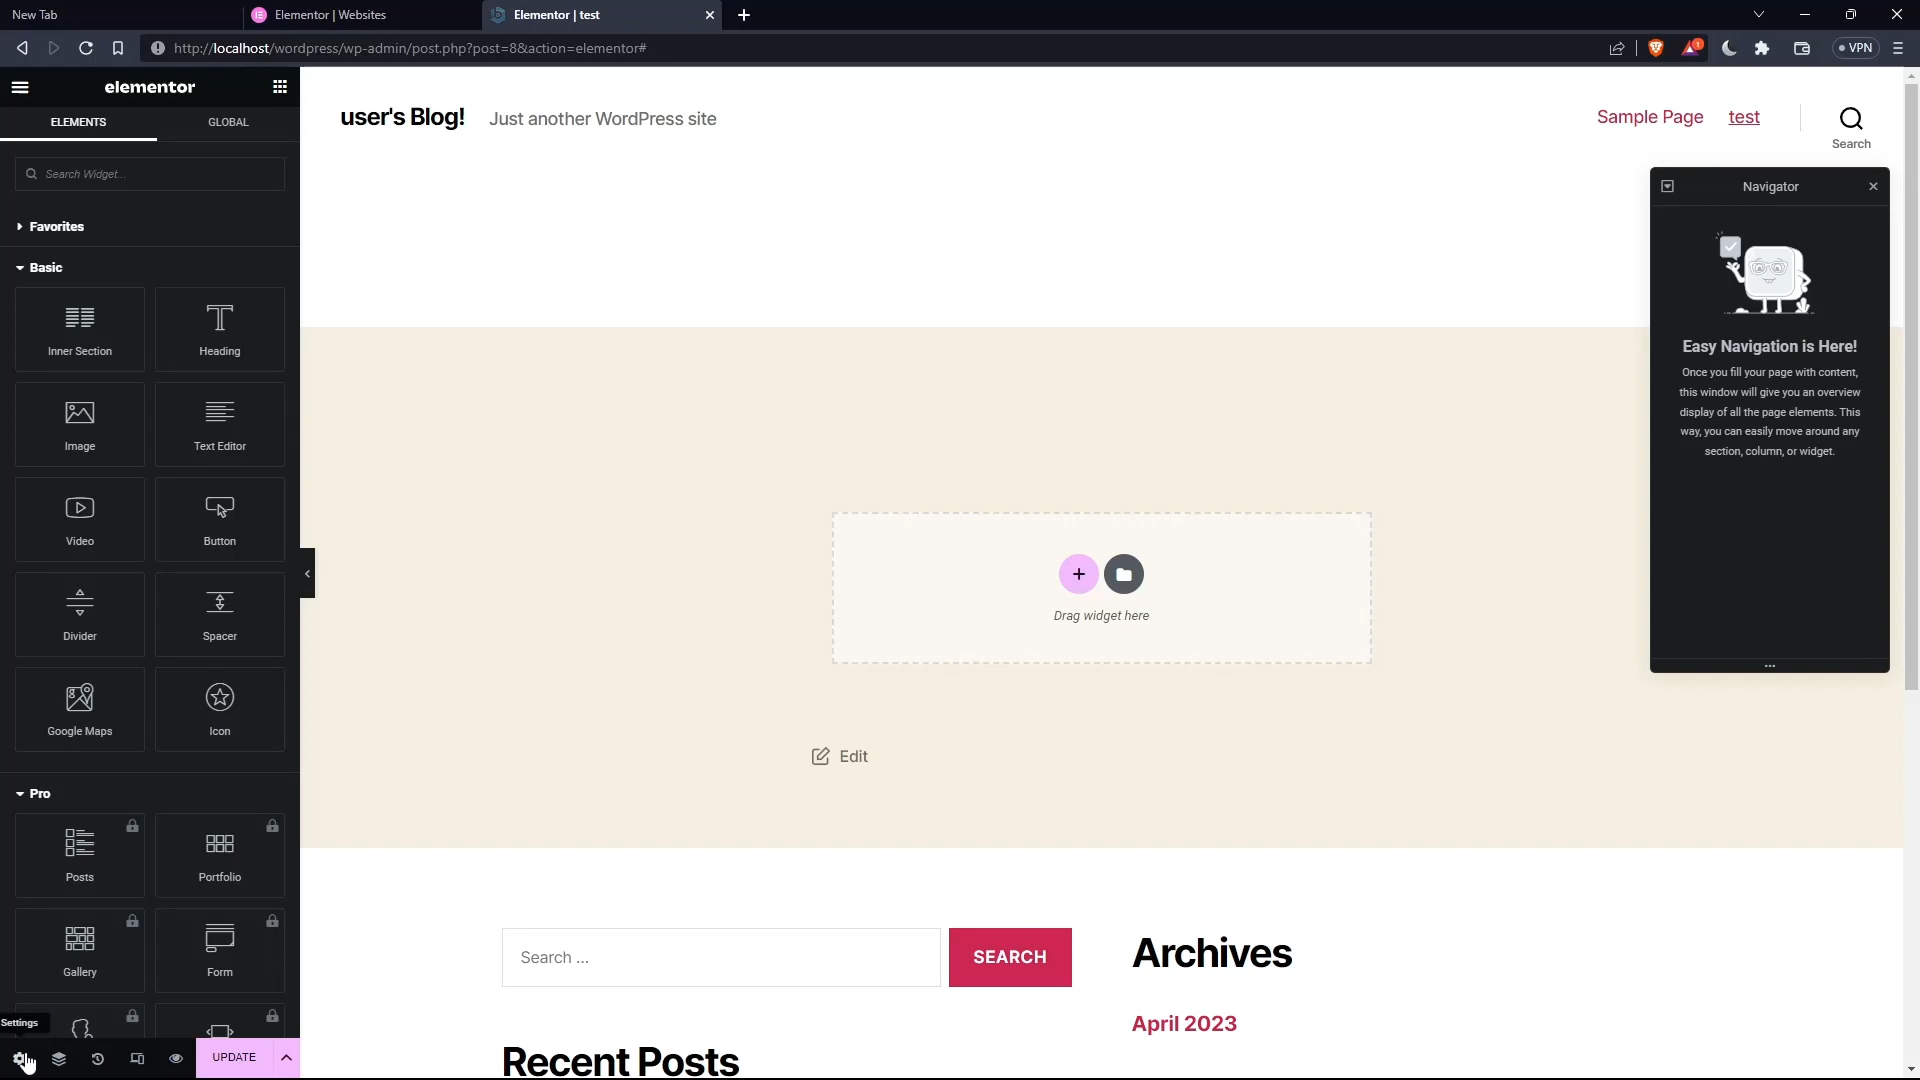 New Tab
Elementor | Websites
Elementor | test
http://localhost/wordpress/wp-admin/post.php?post=8&action=elementor#
1
VPN
elementor
ELEMENTS
GLOBAL
Search Widget...
Favorites
Basic
Inner Section
Heading
Image
Text Editor
Video
Button
Divider
Spacer
Google Maps
Icon
Pro
Posts
Portfolio
Gallery
Form
Settings
UPDATE
user's Blog!
Just another WordPress site
Sample Page
test
Search
Navigator
Easy Navigation is Here!
Once you fill your page with content,
this window will give you an overview
display of all the page elements. This
way, you can easily move around any
section, column, or widget.
Drag widget here
Edit
Search ...
SEARCH
Archives
April 2023
Recent Posts